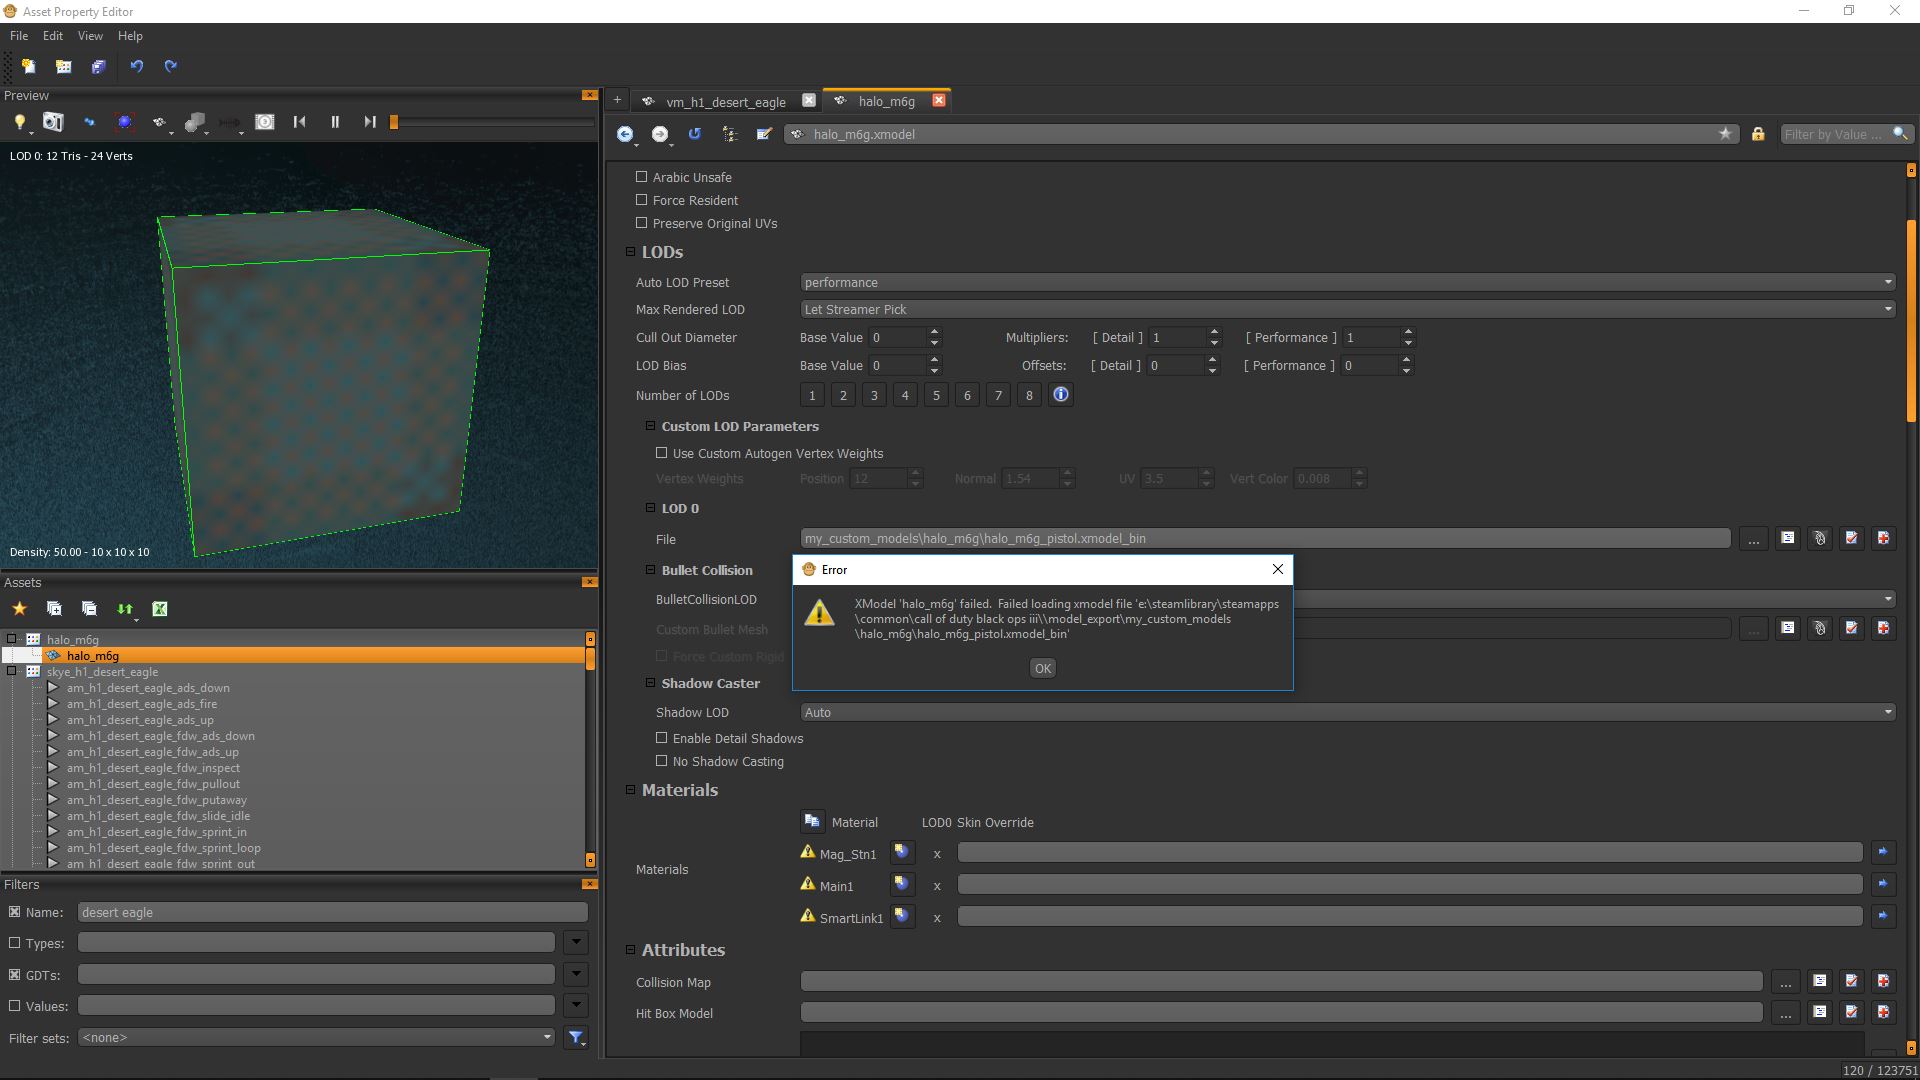 Asset Property Editor
File Edit View Help
Preview
LOD 0: 12 Tris - 24 Verts
Density: 50.00 - 10 x 10 x 10
Assets
halo_m6g
halo_m6g
skye_h1_desert_eagle
am_h1_desert_eagle_ads_down
am_h1_desert_eagle_ads_fire
am_h1_desert_eagle_ads_up
am_h1_desert_eagle_fdw_ads_down
am_h1_desert_eagle_fdw_ads_up
am_h1_desert_eagle_fdw_inspect
am_h1_desert_eagle_fdw_pullout
am_h1_desert_eagle_fdw_putaway
am_h1_desert_eagle_fdw_slide_idle
am_h1_desert_eagle_fdw_sprint_in
am_h1_desert_eagle_fdw_sprint_loop
am_h1_desert_eagle_fdw_sprint_out
Filters
Name: desert eagle
Types:
GDTs:
Values:
Filter sets: <none>
+ vm_h1_desert_eagle halo_m6g
halo_m6g.xmodel Filter by Value ...
Arabic Unsafe
Force Resident
Preserve Original UVs
LODs
Auto LOD Preset performance
Max Rendered LOD Let Streamer Pick
Cull Out Diameter Base Value 0 Multipliers: [ Detail ] 1 [ Performance ] 1
LOD Bias Base Value 0 Offsets: [ Detail ] 0 [ Performance ] 0
Number of LODs 1 2 3 4 5 6 7 8
Custom LOD Parameters
Use Custom Autogen Vertex Weights
Vertex Weights Position 12 Normal 1.54 UV 3.5 Vert Color 0.008
LOD 0
File my_custom_models\halo_m6g\halo_m6g_pistol.xmodel_bin ...
Bullet Collision
BulletCollisionLOD
Custom Bullet Mesh ...
Force Custom Rigid
Error
XModel 'halo_m6g' failed. Failed loading xmodel file 'e:\steamlibrary\steamapps
\common\call of duty black ops iii\\model_export\my_custom_models
\halo_m6g\halo_m6g_pistol.xmodel_bin'
OK
Shadow Caster
Shadow LOD Auto
Enable Detail Shadows
No Shadow Casting
Materials
Material LOD0 Skin Override
Materials
Mag_Stn1 x
Main1 x
SmartLink1 x
Attributes
Collision Map ...
Hit Box Model ...
120 / 123751